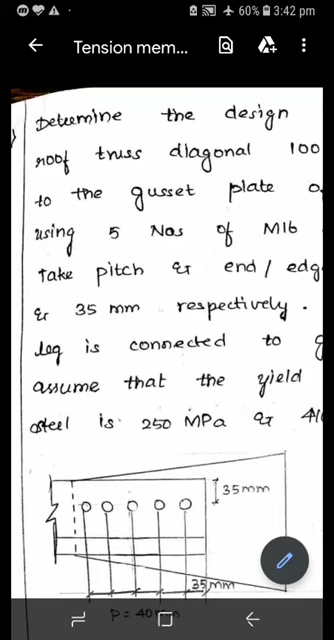 60% 3:42 pm
Tension mem...
Determine the design
roof truss diagonal 100
to the gusset plate
using 5 Nos of M16
Take pitch & end/ edg
& 35 mm respectively.
leg is connected to
assume that the yield
steel is 250 MPa &
35mm
35mm
P = 40mm